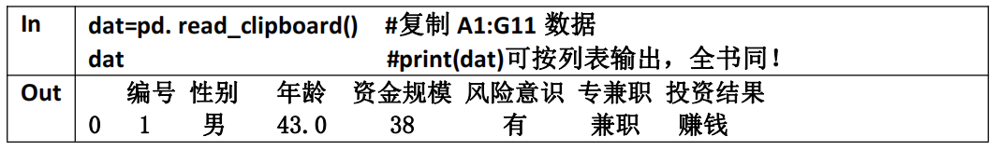 In dat=pd. read_clipboard() #复制 A1:G11 数据
dat #print(dat)可按列表输出，全书同！
Out 编号 性别 年龄 资金规模 风险意识 专兼职 投资结果
0 1 男 43.0 38 有 兼职 赚钱